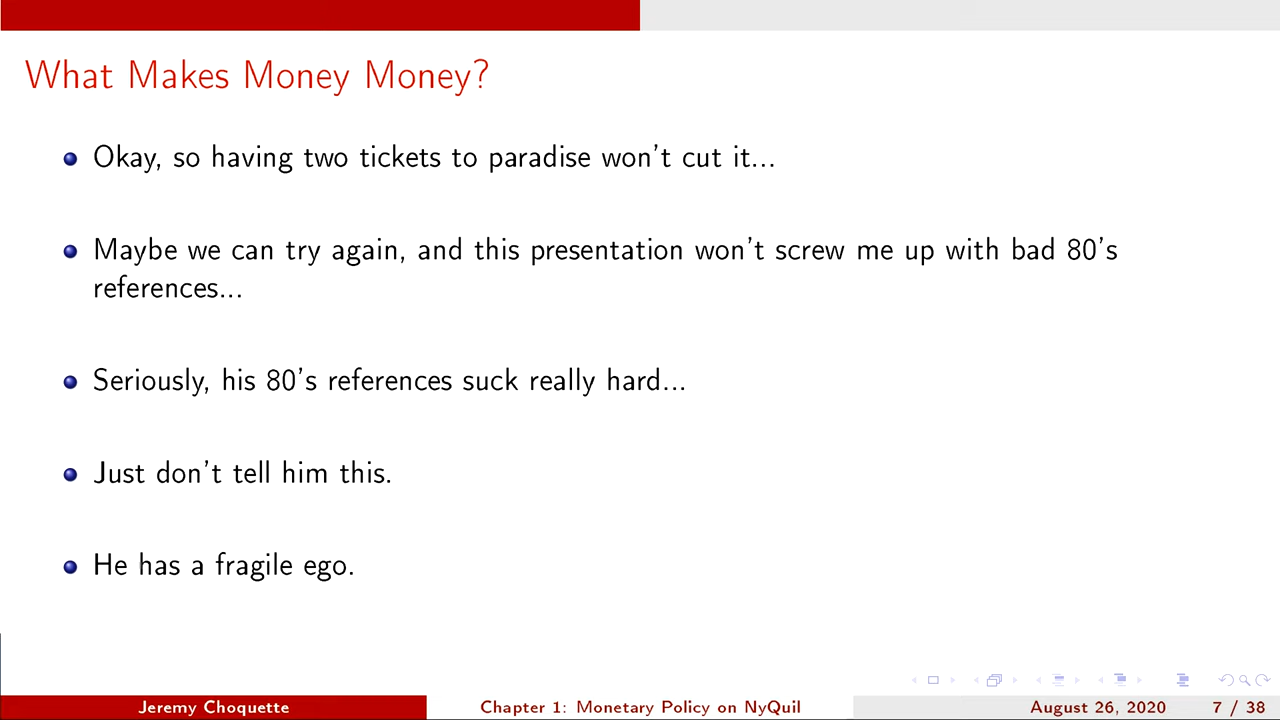 What Makes Money Money?
Okay, so having two tickets to paradise won't cut it...
Maybe we can try again, and this presentation won't screw me up with bad 80's
references...
Seriously, his 80's references suck really hard...
Just don't tell him this.
He has a fragile ego.
Jeremy Choquette Chapter 1: Monetary Policy on NyQuil August 26, 2020 7 / 38